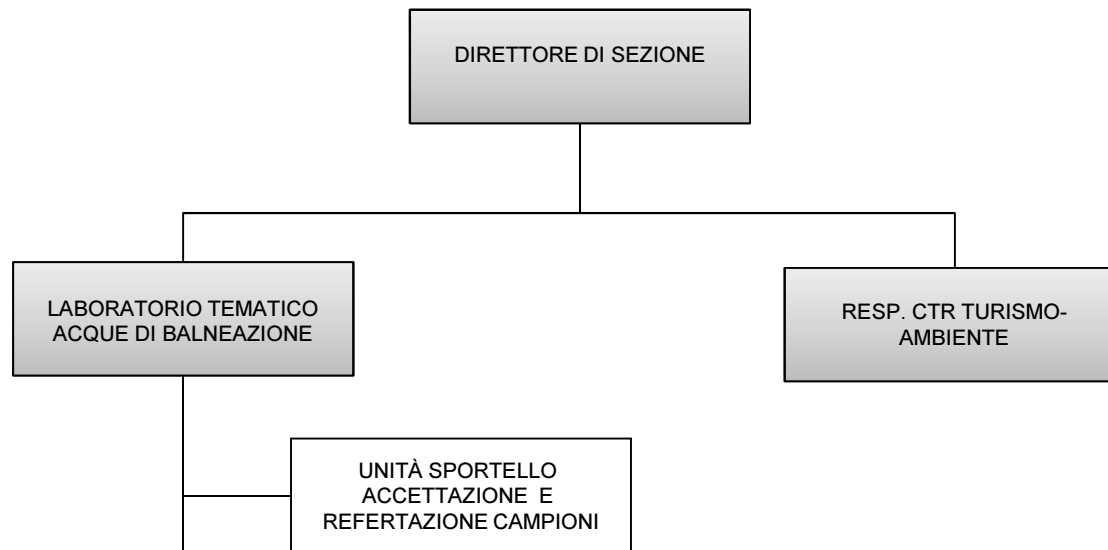 DIRETTORE DI SEZIONE
LABORATORIO TEMATICO
ACQUE DI BALNEAZIONE
RESP. CTR TURISMO-
AMBIENTE
UNITÀ SPORTELLO
ACCETTAZIONE E
REFERTAZIONE CAMPIONI